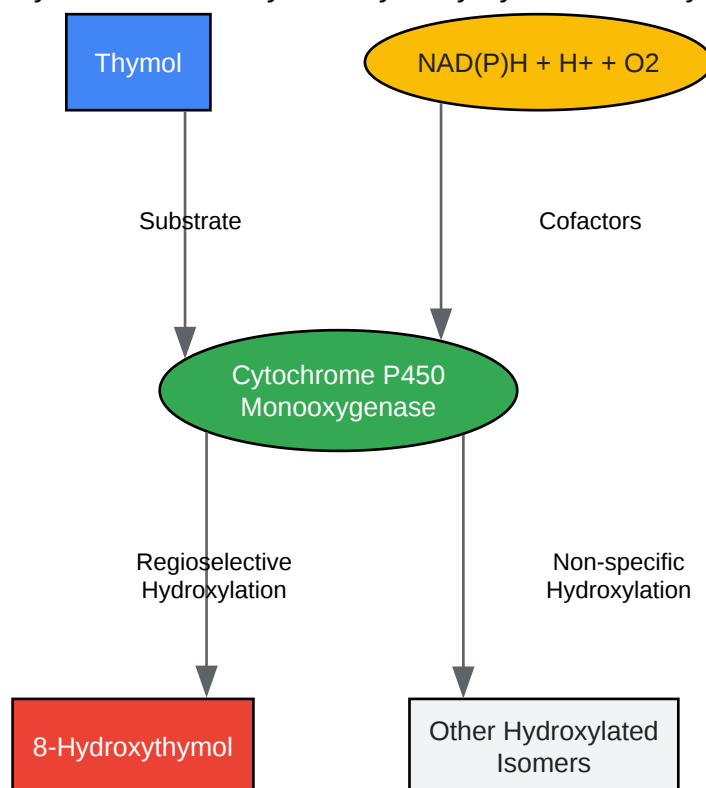 Thymol
NAD(P)H + H+ + O2
Substrate
Cofactors
Cytochrome P450
Monooxygenase
Regioselective
Hydroxylation
Non-specific
Hydroxylation
8-Hydroxythymol
Other Hydroxylated
Isomers